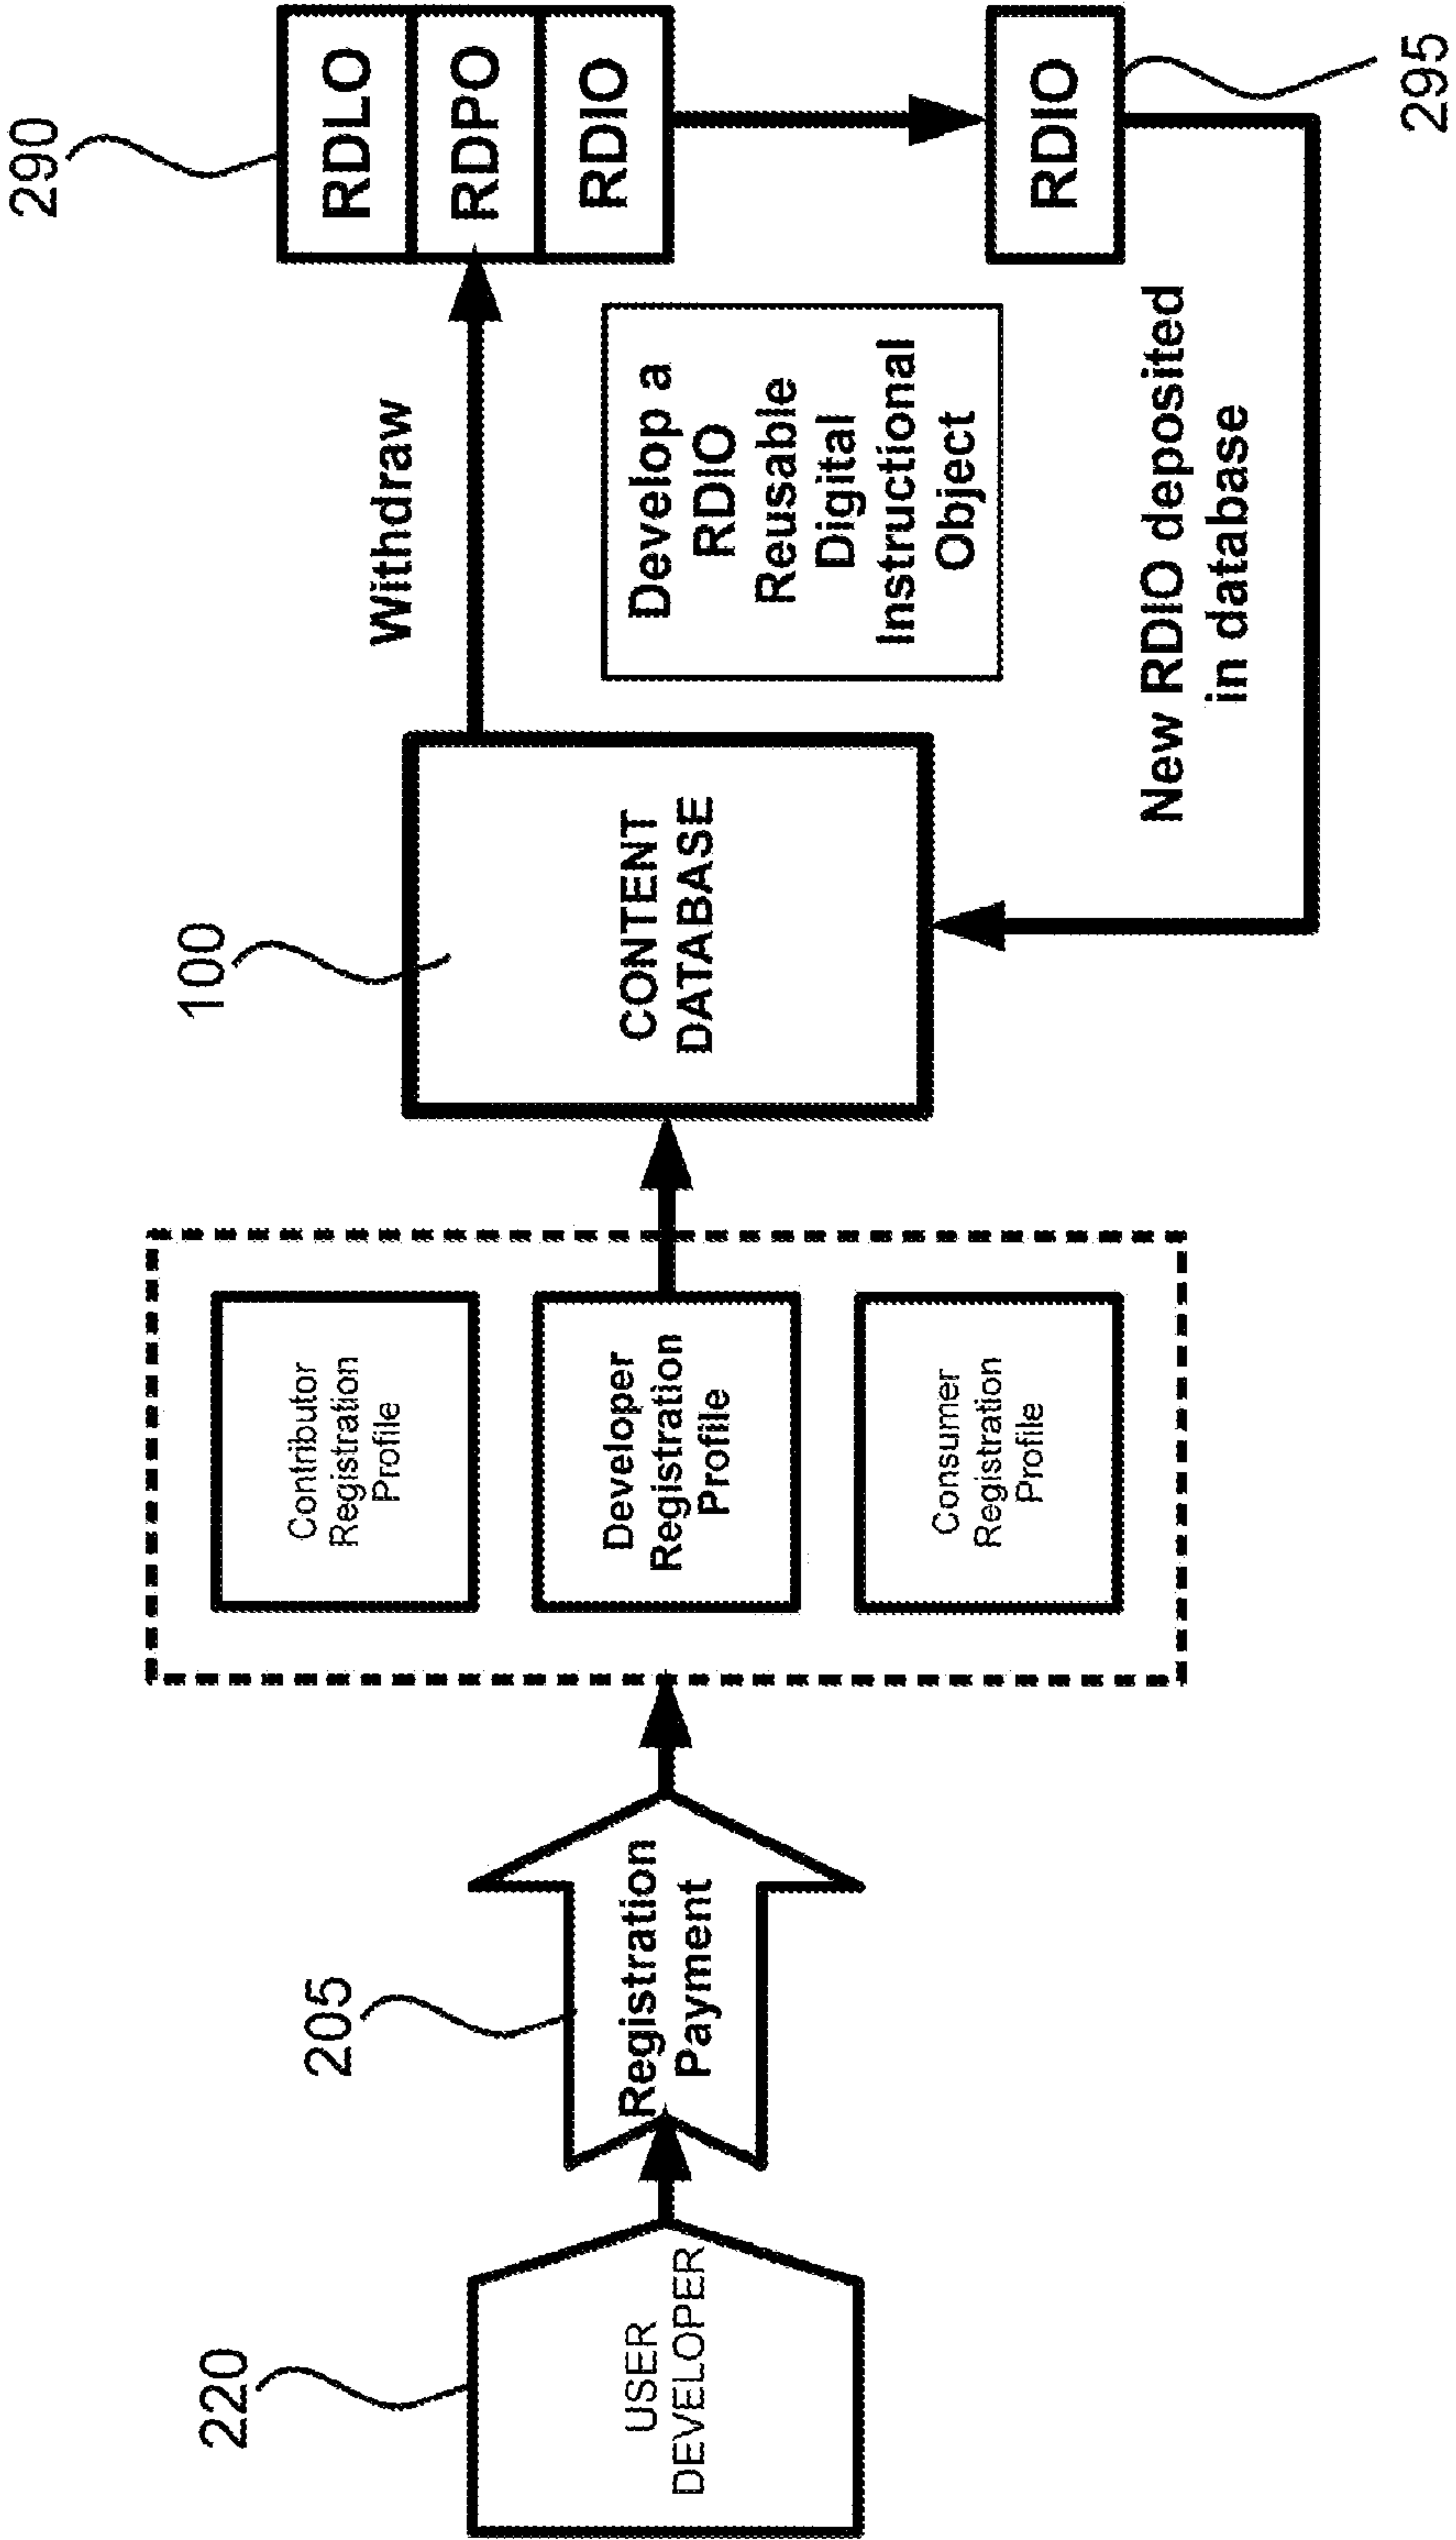 220
USER
DEVELOPER
205
Registration
Payment
Contributor
Registration
Profile
Developer
Registration
Profile
Consumer
Registration
Profile
100
CONTENT
DATABASE
Withdraw
290
RDLO
RDPO
RDIO
Develop a
RDIO
Reusable
Digital
Instructional
Object
RDIO
295
New RDIO deposited
in database